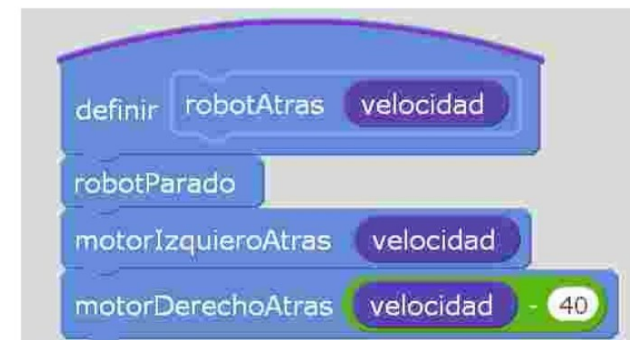 definir robotAtras velocidad
robotParado
motorIzquieroAtras velocidad
motorDerechoAtras velocidad - 40